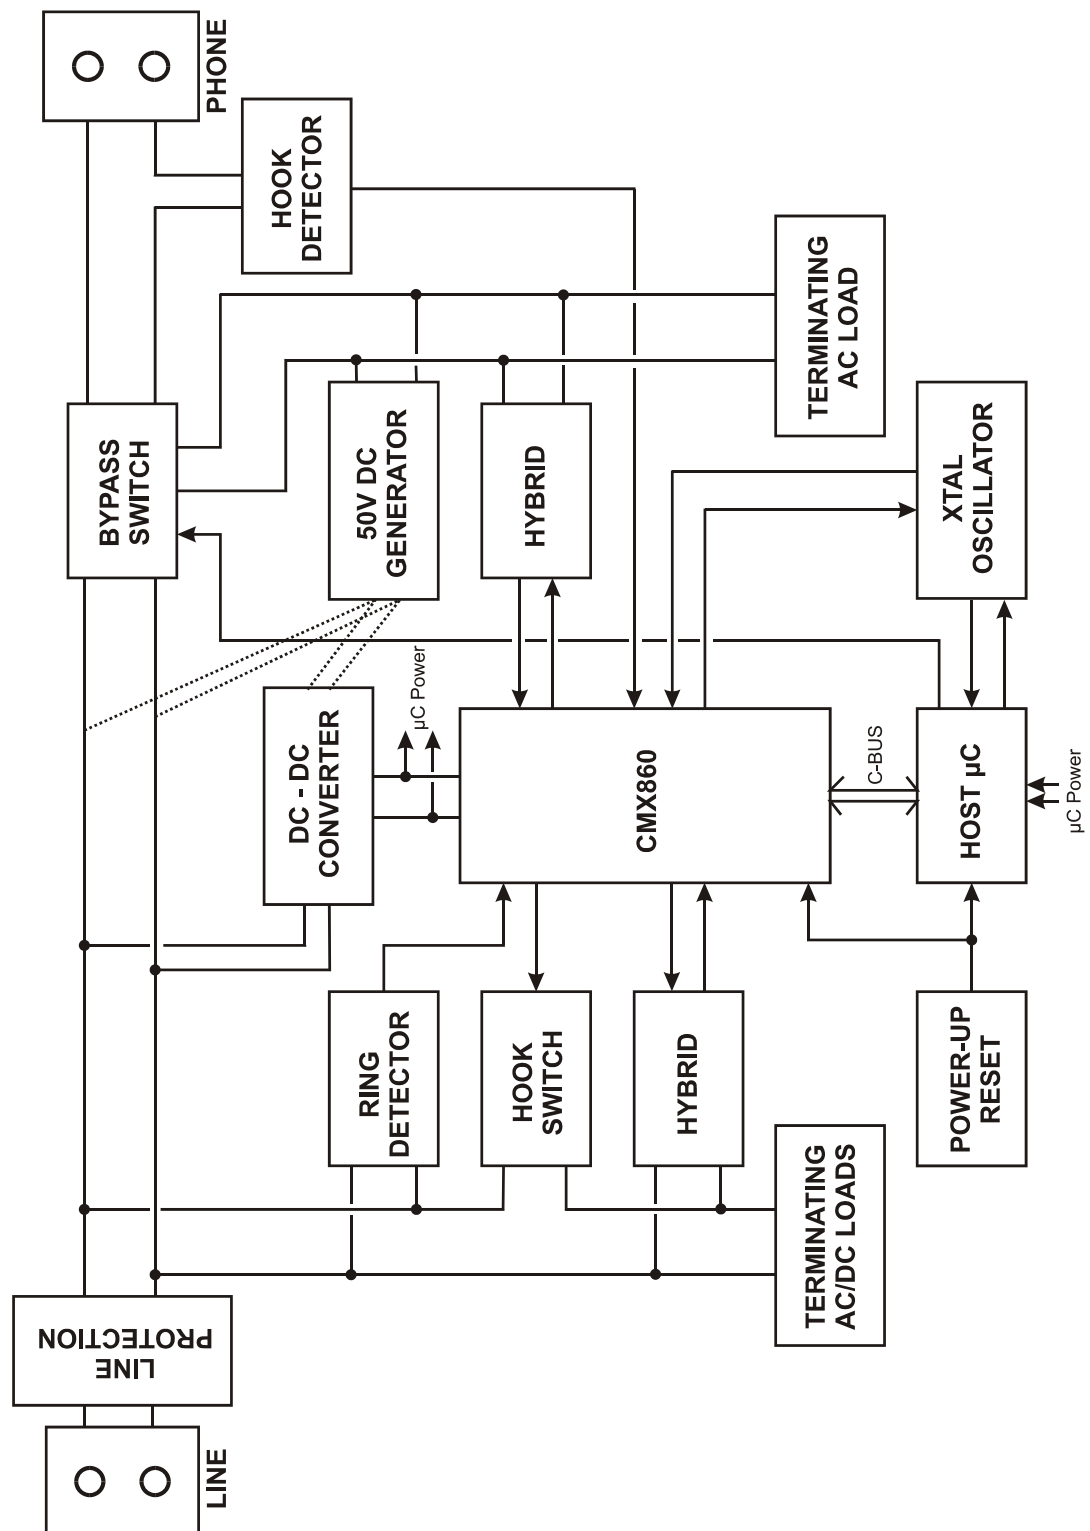 PHONE
HOOK
DETECTOR
BYPASS
SWITCH
50V DC
GENERATOR
HYBRID
TERMINATING
AC LOAD
XTAL
OSCILLATOR
DC - DC
CONVERTER
µC Power
CMX860
C-BUS
HOST µC
µC Power
RING
DETECTOR
HOOK
SWITCH
HYBRID
POWER-UP
RESET
TERMINATING
AC/DC LOADS
LINE
PROTECTION
LINE